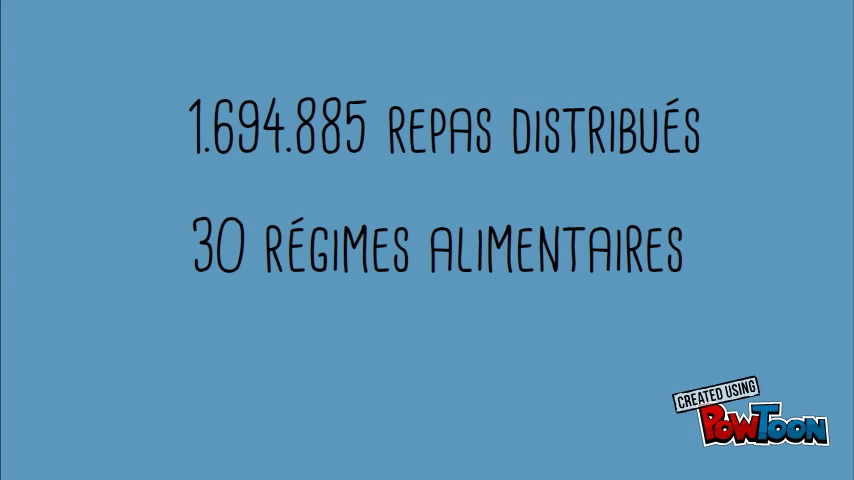 1.694.885 REPAS DISTRIBUÉS
30 RÉGIMES ALIMENTAIRES
CREATED USING
POWTOON